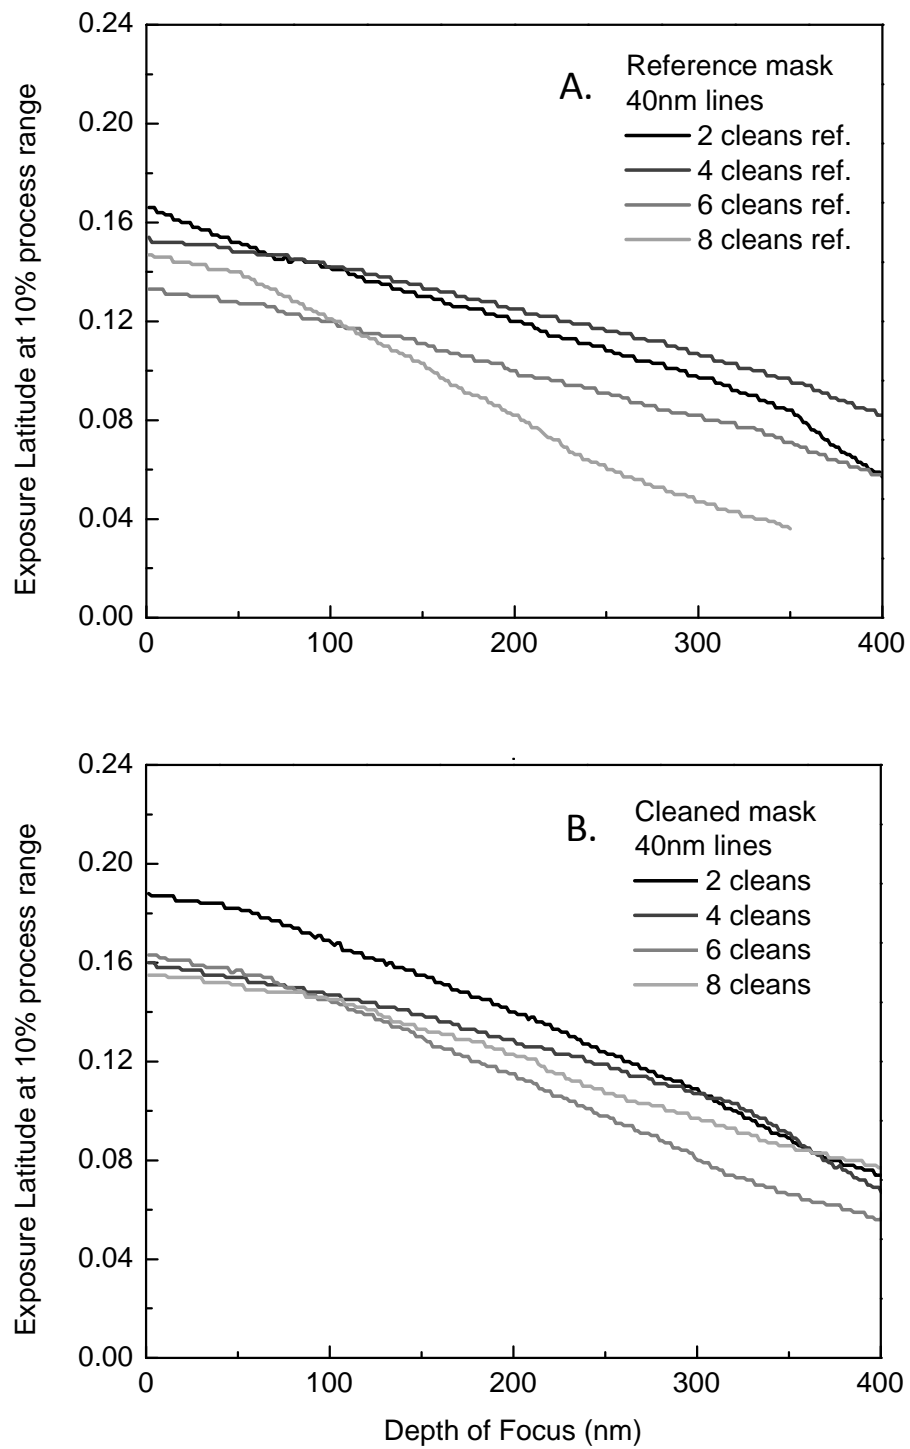 0.24
0.20
0.16
0.12
0.08
0.04
0.00
Exposure Latitude at 10% process range
A.
Reference mask
40nm lines
2 cleans ref.
4 cleans ref.
6 cleans ref.
8 cleans ref.
0 100 200 300 400
0.24
0.20
0.16
0.12
0.08
0.04
0.00
Exposure Latitude at 10% process range
B.
Cleaned mask
40nm lines
2 cleans
4 cleans
6 cleans
8 cleans
0 100 200 300 400
Depth of Focus (nm)